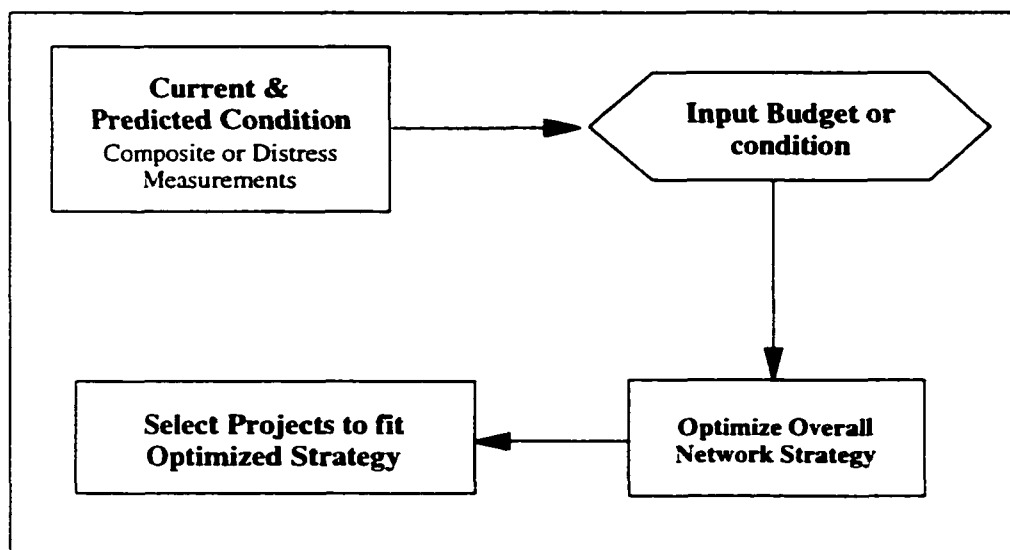 Current &
Predicted Condition
Composite or Distress
Measurements
Input Budget or
condition
Optimize Overall
Network Strategy
Select Projects to fit
Optimized Strategy